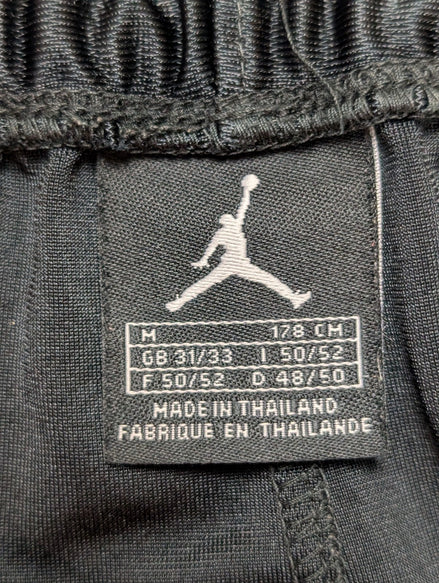 M 178 CM
GB 31/33 I 50/52
F 50/52 D 48/50
MADE IN THAILAND
FABRIQUE EN THAILANDE